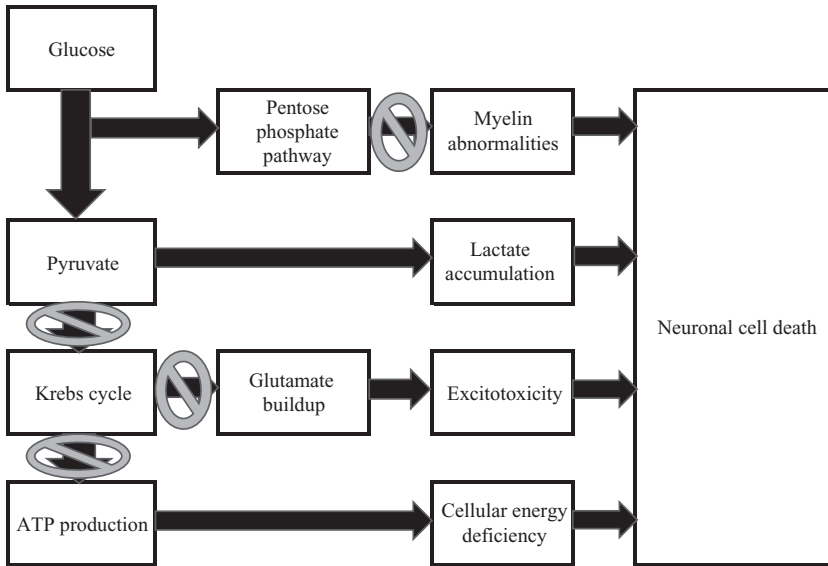 Glucose
Pentose
phosphate
pathway
Myelin
abnormalities
Pyruvate
Lactate
accumulation
Neuronal cell death
Krebs cycle
Glutamate
buildup
Excitotoxicity
ATP production
Cellular energy
deficiency